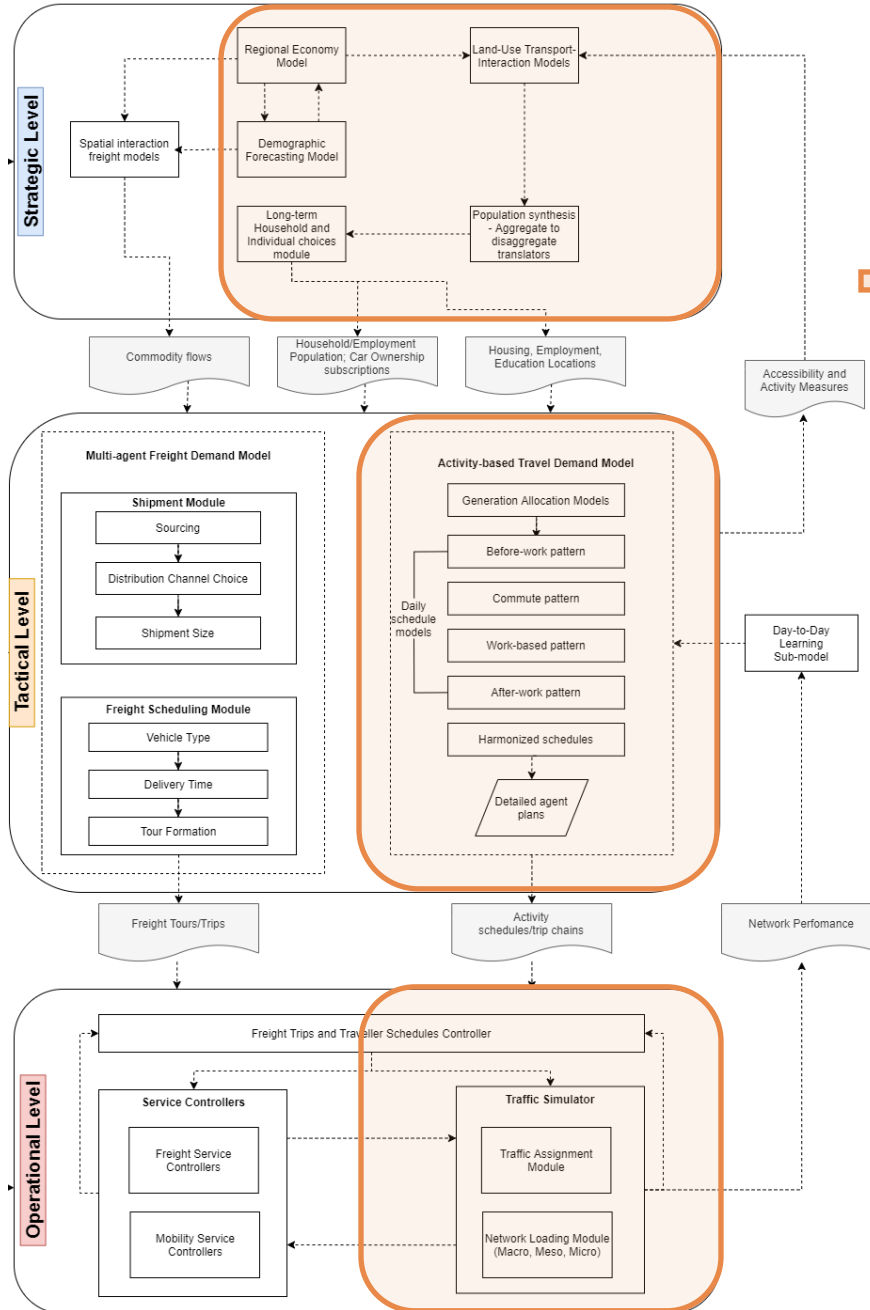 Strategic Level
Regional Economy
Model
Land-Use Transport-
Interaction Models
Spatial interaction
freight models
Demographic
Forecasting Model
Long-term
Household and
Individual choices
module
Population synthesis
- Aggregate to
disaggregate
translators
Commodity flows
Household/Employment
Population; Car Ownership
subscriptions
Housing, Employment,
Education Locations
Accessibility and
Activity Measures
Tactical Level
Multi-agent Freight Demand Model
Shipment Module
Sourcing
Distribution Channel Choice
Shipment Size
Freight Scheduling Module
Vehicle Type
Delivery Time
Tour Formation
Activity-based Travel Demand Model
Generation Allocation Models
Before-work pattern
Daily
schedule
models
Commute pattern
Work-based pattern
After-work pattern
Harmonized schedules
Detailed agent
plans
Day-to-Day
Learning
Sub-model
Freight Tours/Trips
Activity
schedules/trip chains
Network Perfomance
Operational Level
Freight Trips and Traveller Schedules Controller
Service Controllers
Freight Service
Controllers
Mobility Service
Controllers
Traffic Simulator
Traffic Assignment
Module
Network Loading Module
(Macro, Meso, Micro)